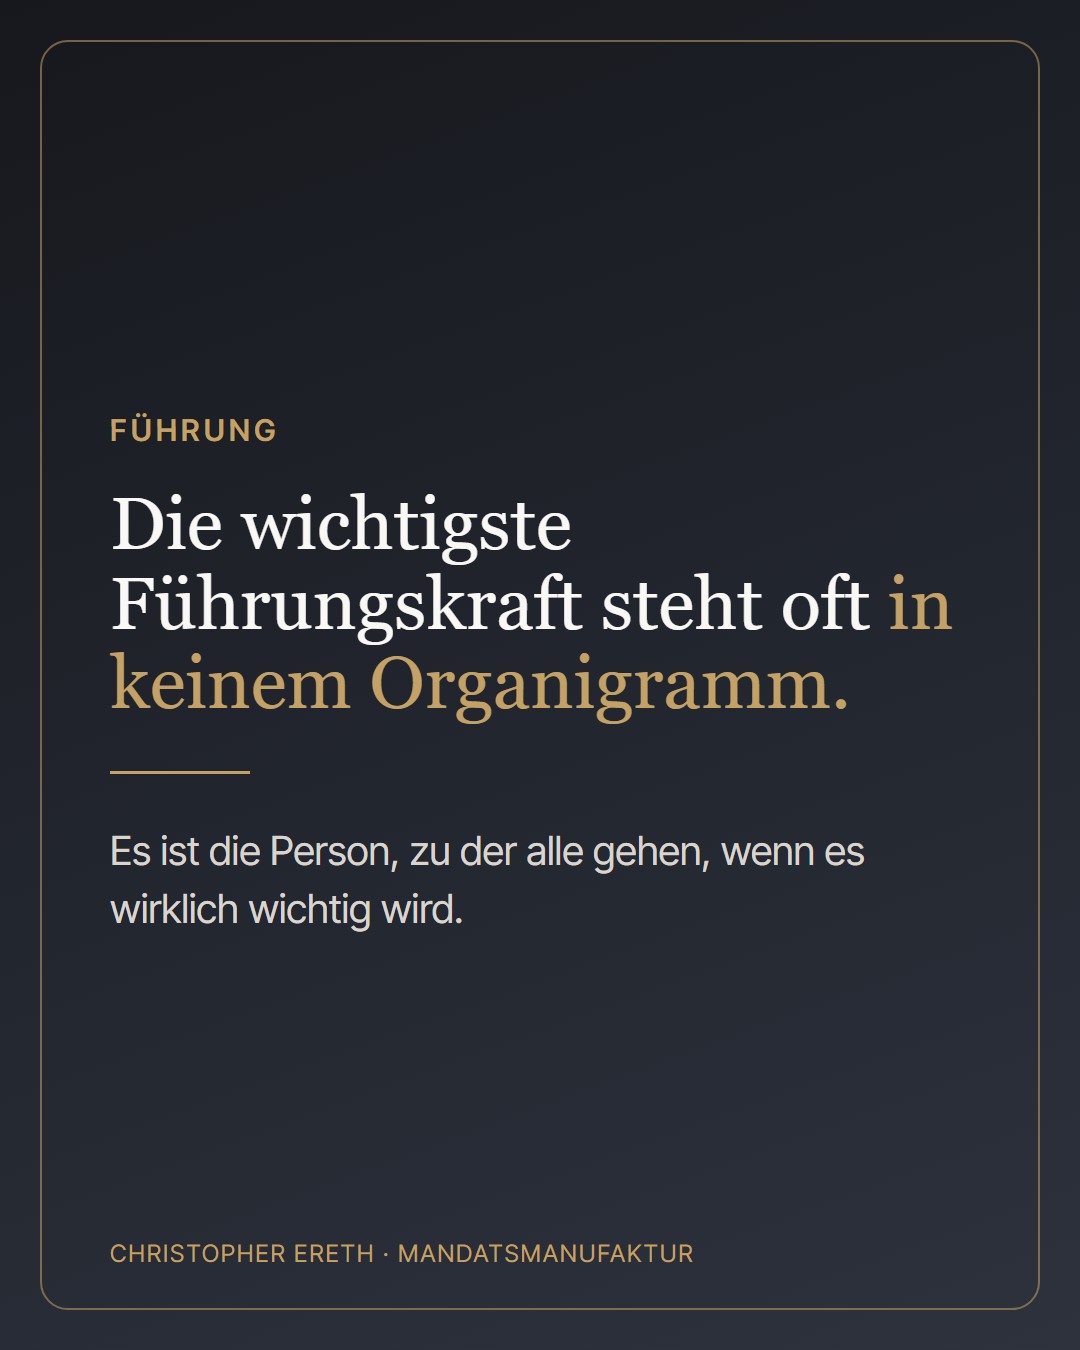 FÜHRUNG
Die wichtigste
Führungskraft steht oft in
keinem Organigramm.
Es ist die Person, zu der alle gehen, wenn es
wirklich wichtig wird.
CHRISTOPHER ERETH · MANDATSMANUFAKTUR